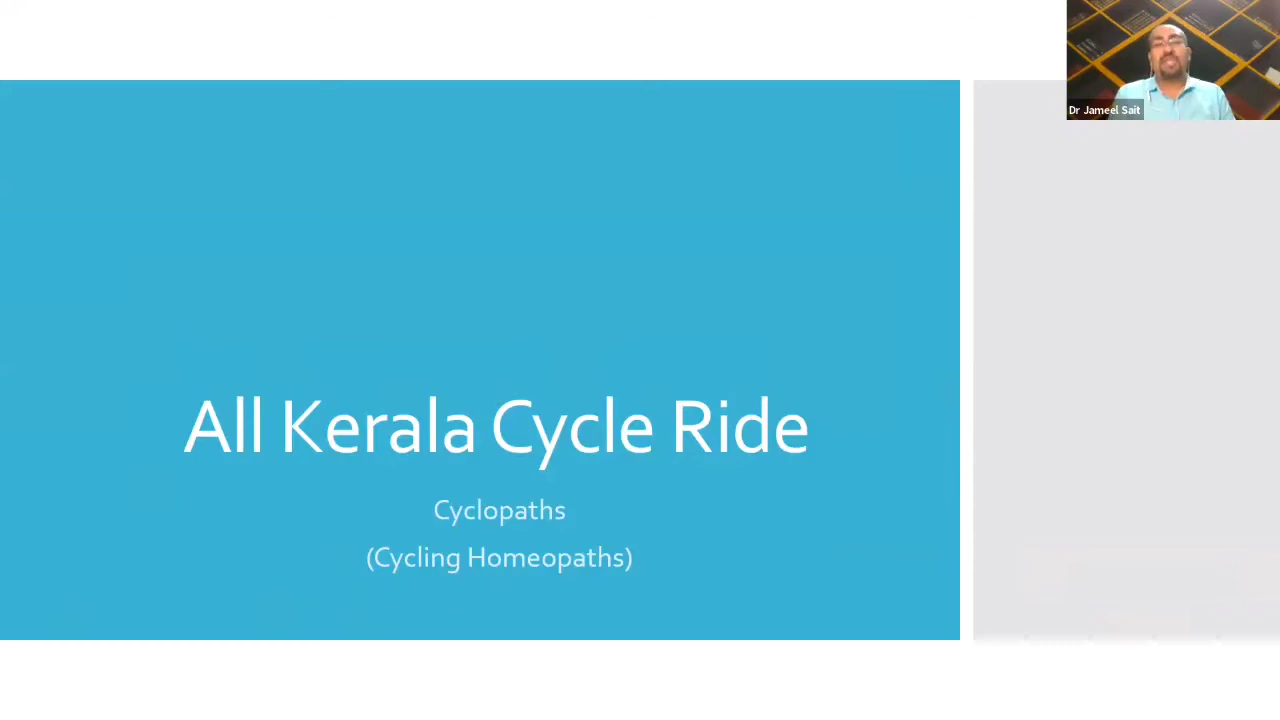 Dr Jameel Sait
All Kerala Cycle Ride
Cyclopaths
(Cycling Homeopaths)